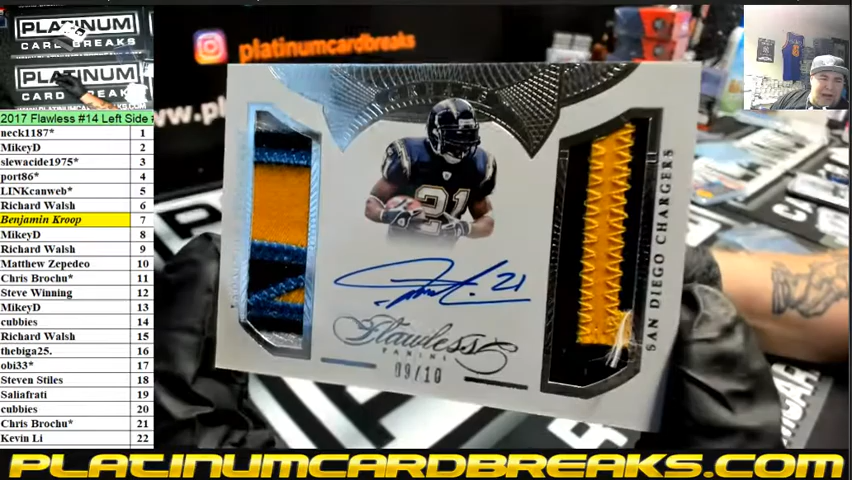 PLATINUM
CARD BREAKS
PLATINUM
platinumcardbreaks
2017 Flawless #14 Left Side
neck1187* 1
MikeyD 2
slewacide1975* 3
port86* 4
LINKcanweb* 5
Richard Walsh 6
Benjamin Kroop 7
MikeyD 8
Richard Walsh 9
Matthew Zepedeo 10
Chris Brochu* 11
Steve Winning 12
MikeyD 13
cubbies 14
Richard Walsh 15
thebiga25. 16
obi33* 17
Steven Stiles 18
Saliafrati 19
cubbies 20
Chris Brochu* 21
Kevin Li 22
21
21
SAN DIEGO CHARGERS
Flawless
PANINI
09/10
PLATINUMCARDBREAKS.COM